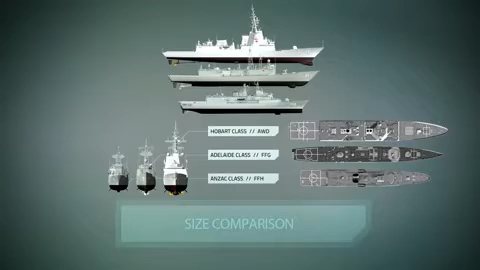 HOBART CLASS // AWD
ADELAIDE CLASS // FFG
ANZAC CLASS // FFH
SIZE COMPARISON